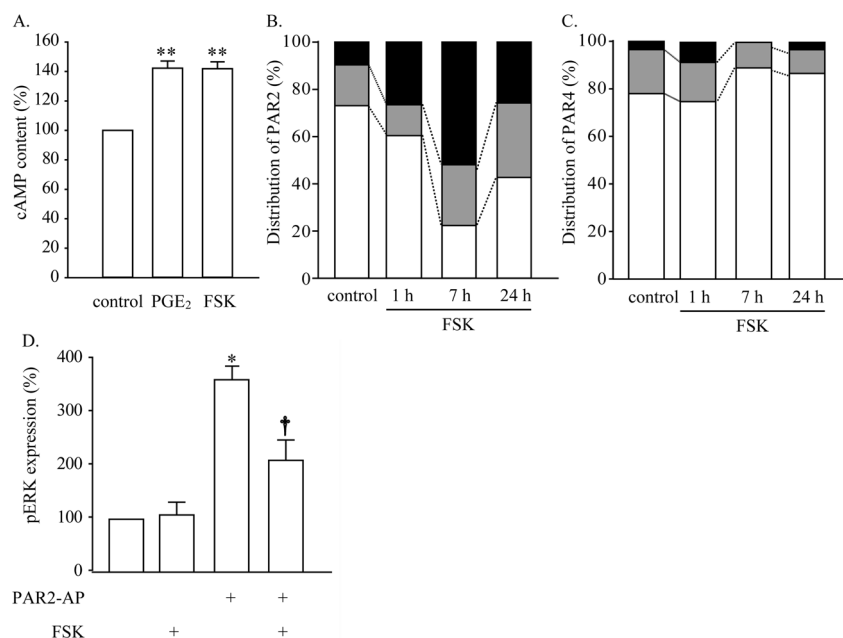 A.
160
140
120
100
80
60
40
20
0
cAMP content (%)
**
**
control PGE2 FSK
B.
100
80
60
40
20
0
Distribution of PAR2 (%)
control 1 h 7 h 24 h
FSK
C.
100
80
60
40
20
0
Distribution of PAR4 (%)
control 1 h 7 h 24 h
FSK
D.
400
300
200
100
0
pERK expression (%)
*
†
PAR2-AP + +
FSK + +